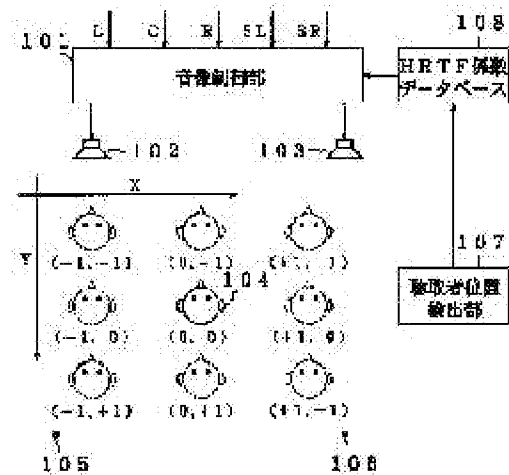 101 L C R SL SR 108
音像制御部
HRTF係数
データベース
102 103
X
Y
107
(-1,-1) (0,-1)
104
聴取者位置
検出部
(-1, 0) (0, 0) (+1, 0)
(-1,+1) (0,+1)
105 106